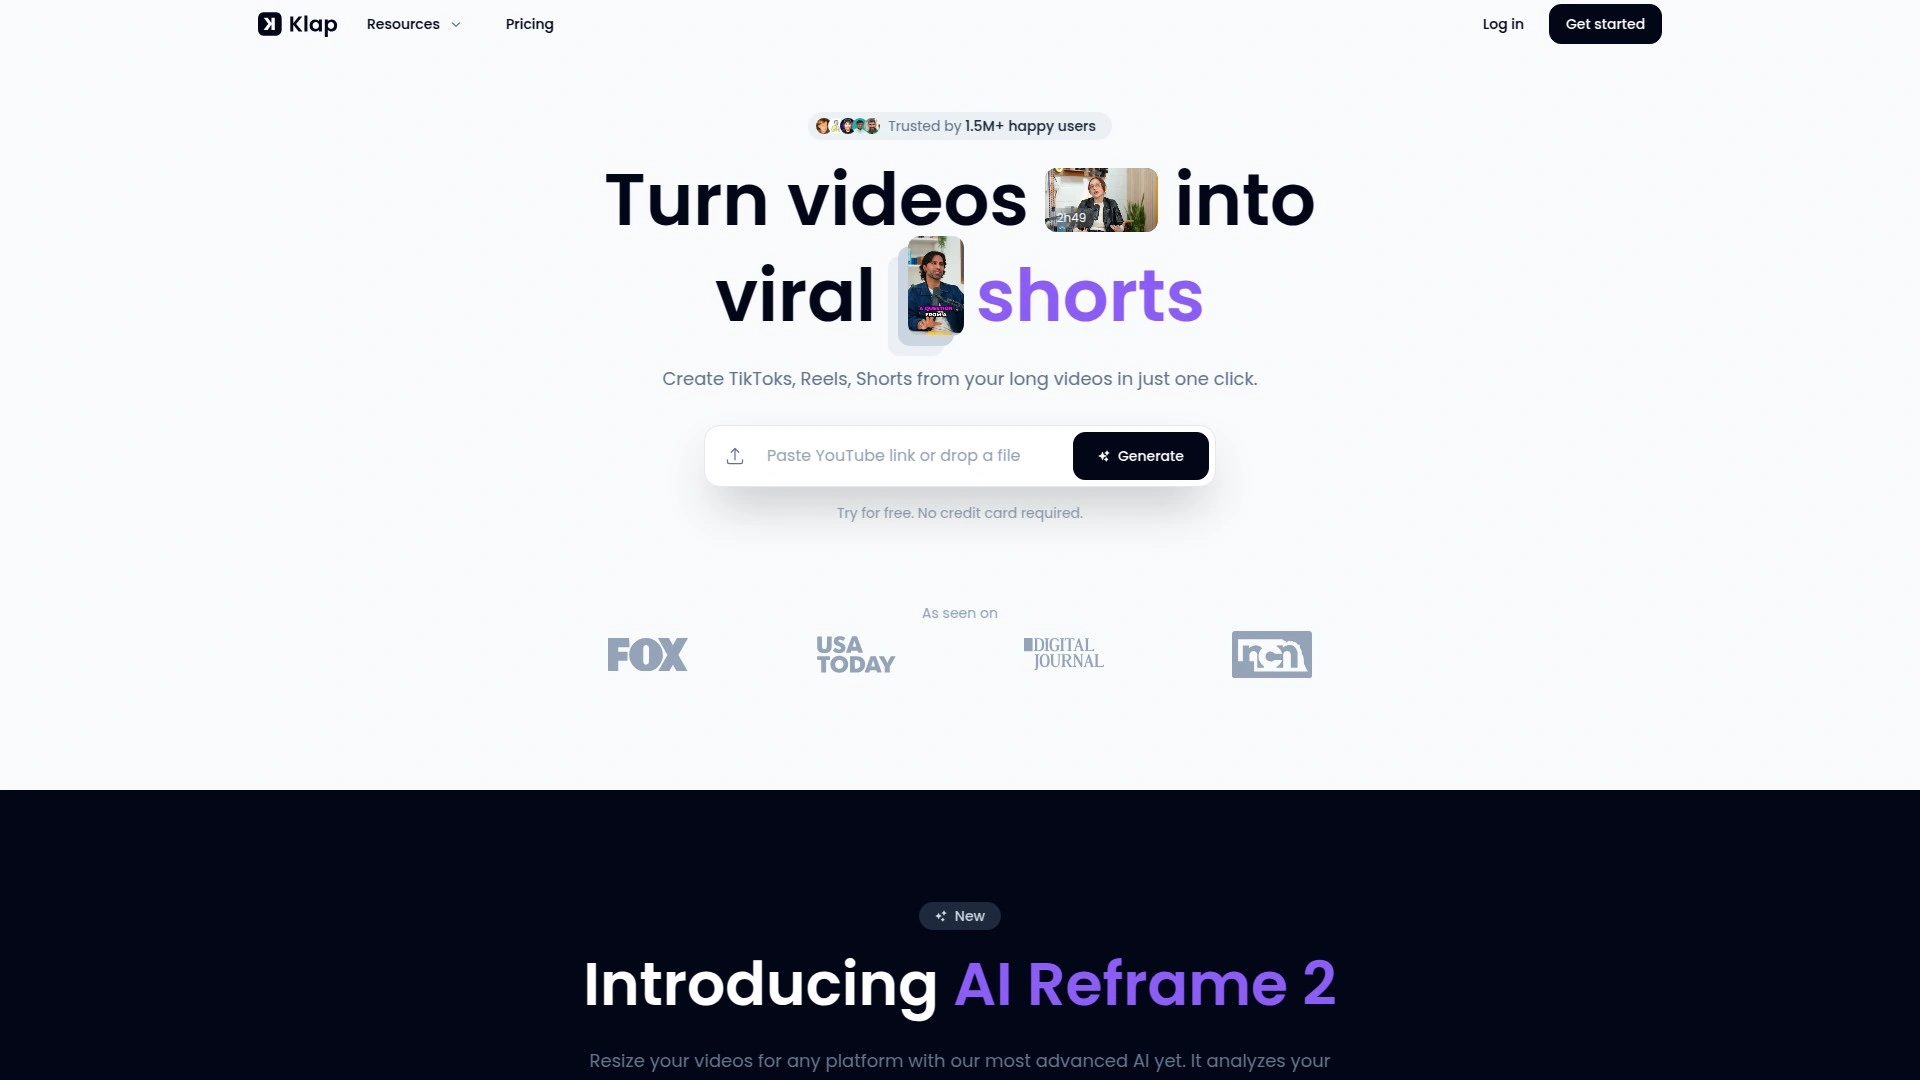 Klap
Resources
Pricing
Log in
Get started
Trusted by 1.5M+ happy users
Turn videos into
2h49
viral shorts
A QUESTION
FROM A
Create TikToks, Reels, Shorts from your long videos in just one click.
Paste YouTube link or drop a file
Generate
Try for free. No credit card required.
As seen on
FOX
USA
TODAY
DIGITAL
JOURNAL
rcn
New
Introducing AI Reframe 2
Resize your videos for any platform with our most advanced AI yet. It analyzes your